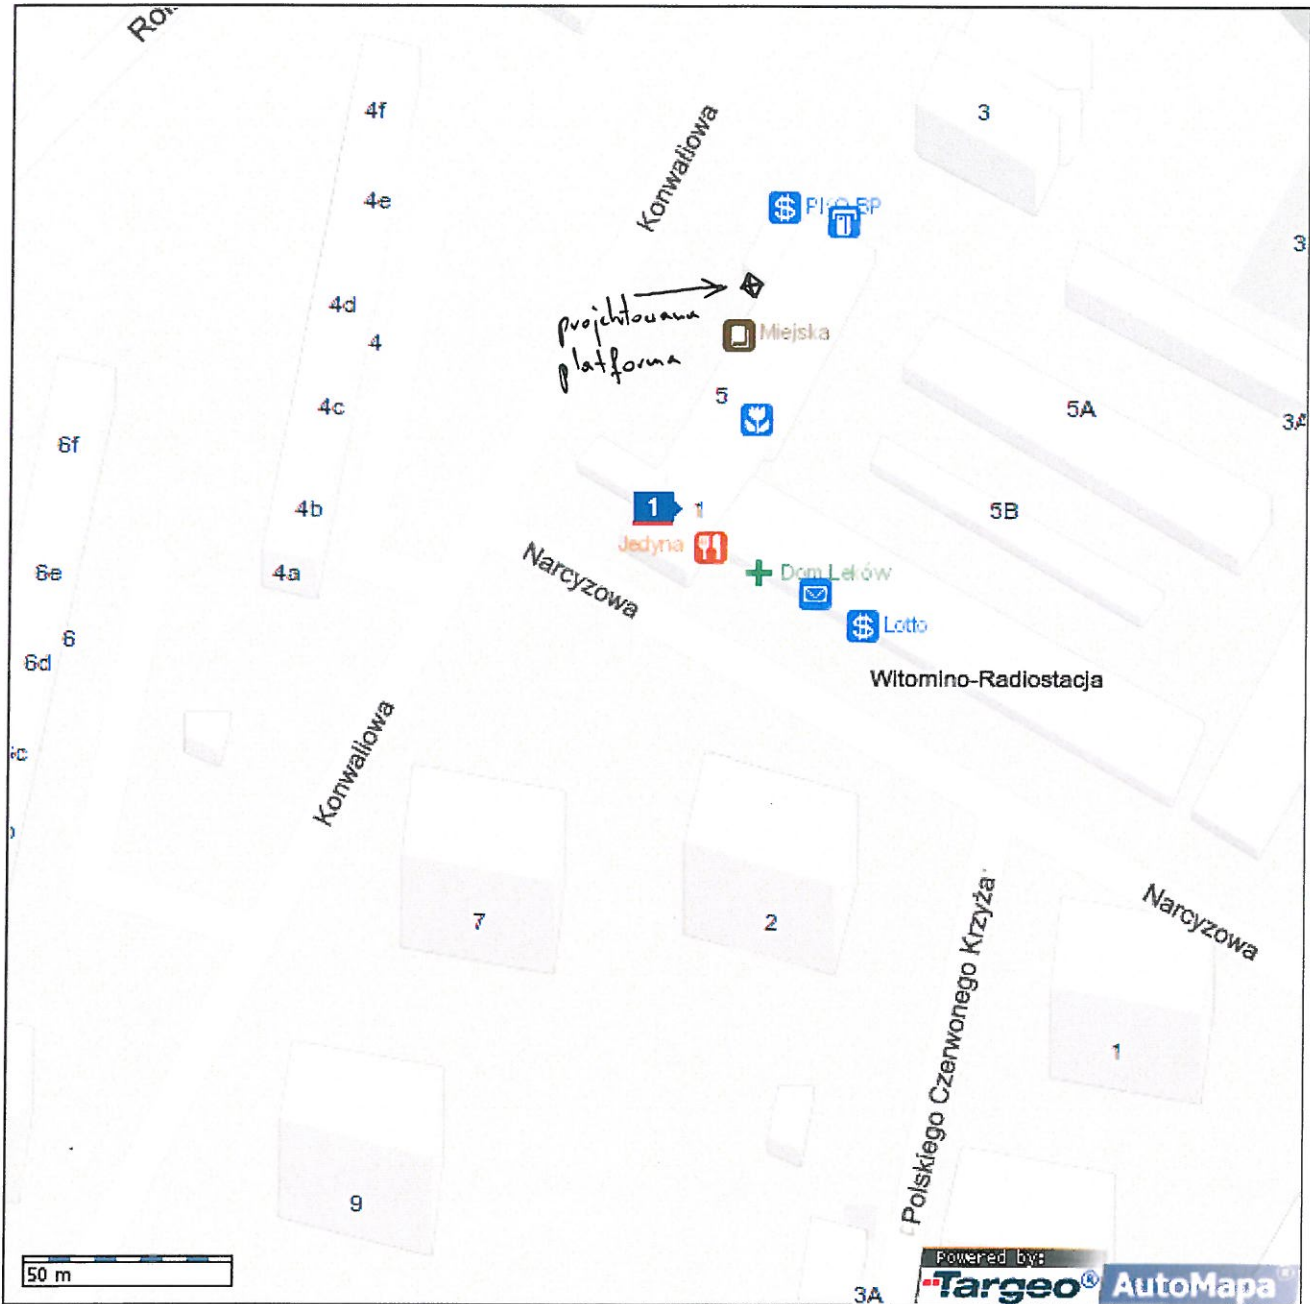 4f
3
Konwaliowa
4e
PKO BP
3
4d
projektowana
4
Miejska
platforma
5
4c
5A
3A
6f
1
1
4b
5B
Jedyna
Narcyzowa
6e
4a
Dom Leków
6
Lotto
6d
Witomino-Radiostacja
Konwaliowa
Narcyzowa
7
2
Polskiego Czerwonego Krzyża
1
9
50 m
3A
Powered by:
Targeo® AutoMapa®